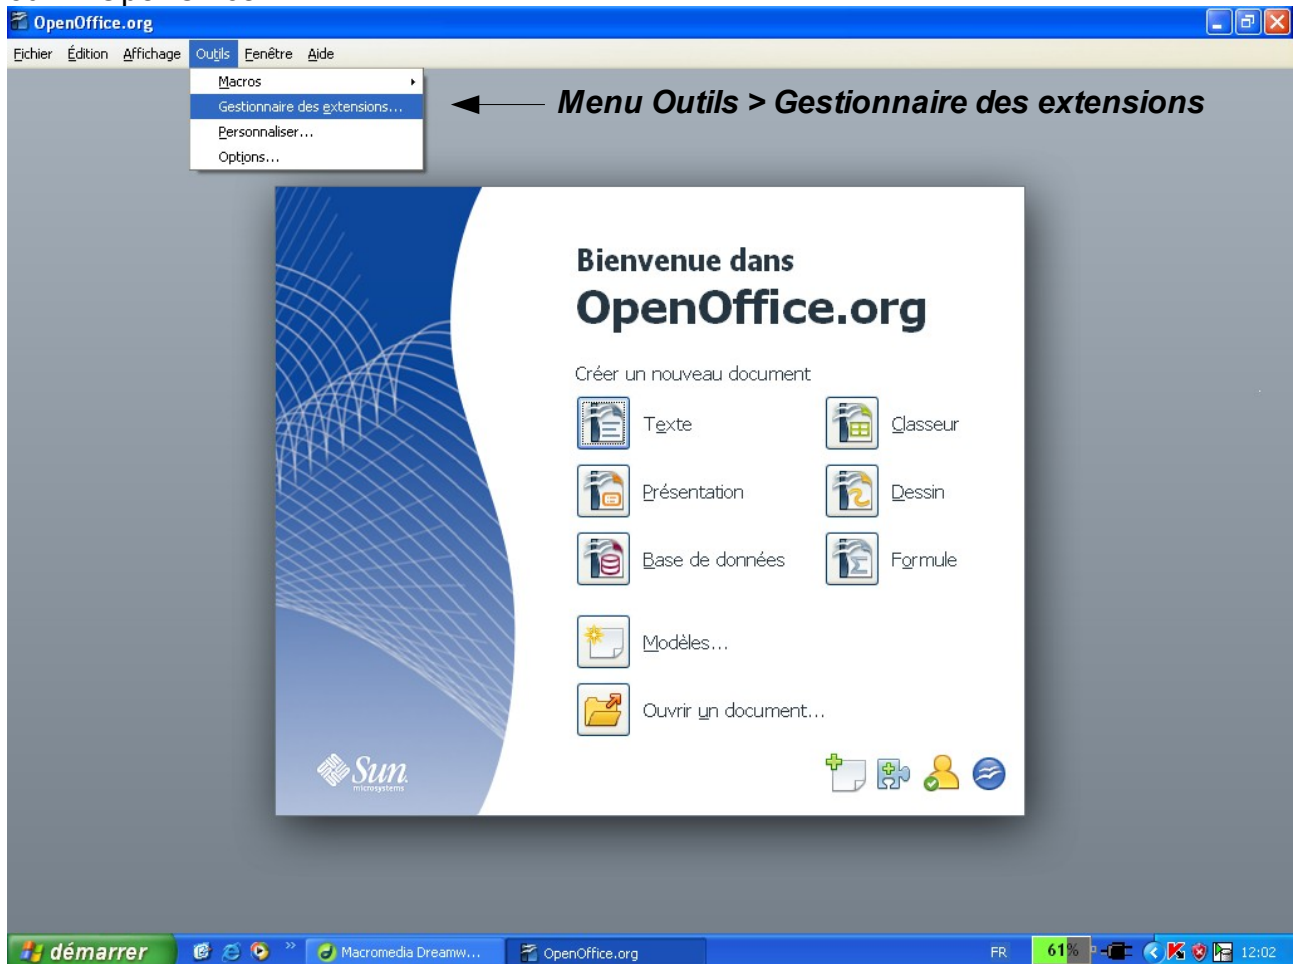 OpenOffice.org
Fichier Édition Affichage Outils Fenêtre Aide
Macros
Gestionnaire des extensions...
Personnaliser...
Options...
Menu Outils > Gestionnaire des extensions
Bienvenue dans
OpenOffice.org
Créer un nouveau document
Texte Classeur
Présentation Dessin
Base de données Formule
Modèles...
Ouvrir un document...
Sun
microsystems
démarrer Macromedia Dreamw... OpenOffice.org FR 61% 12:02